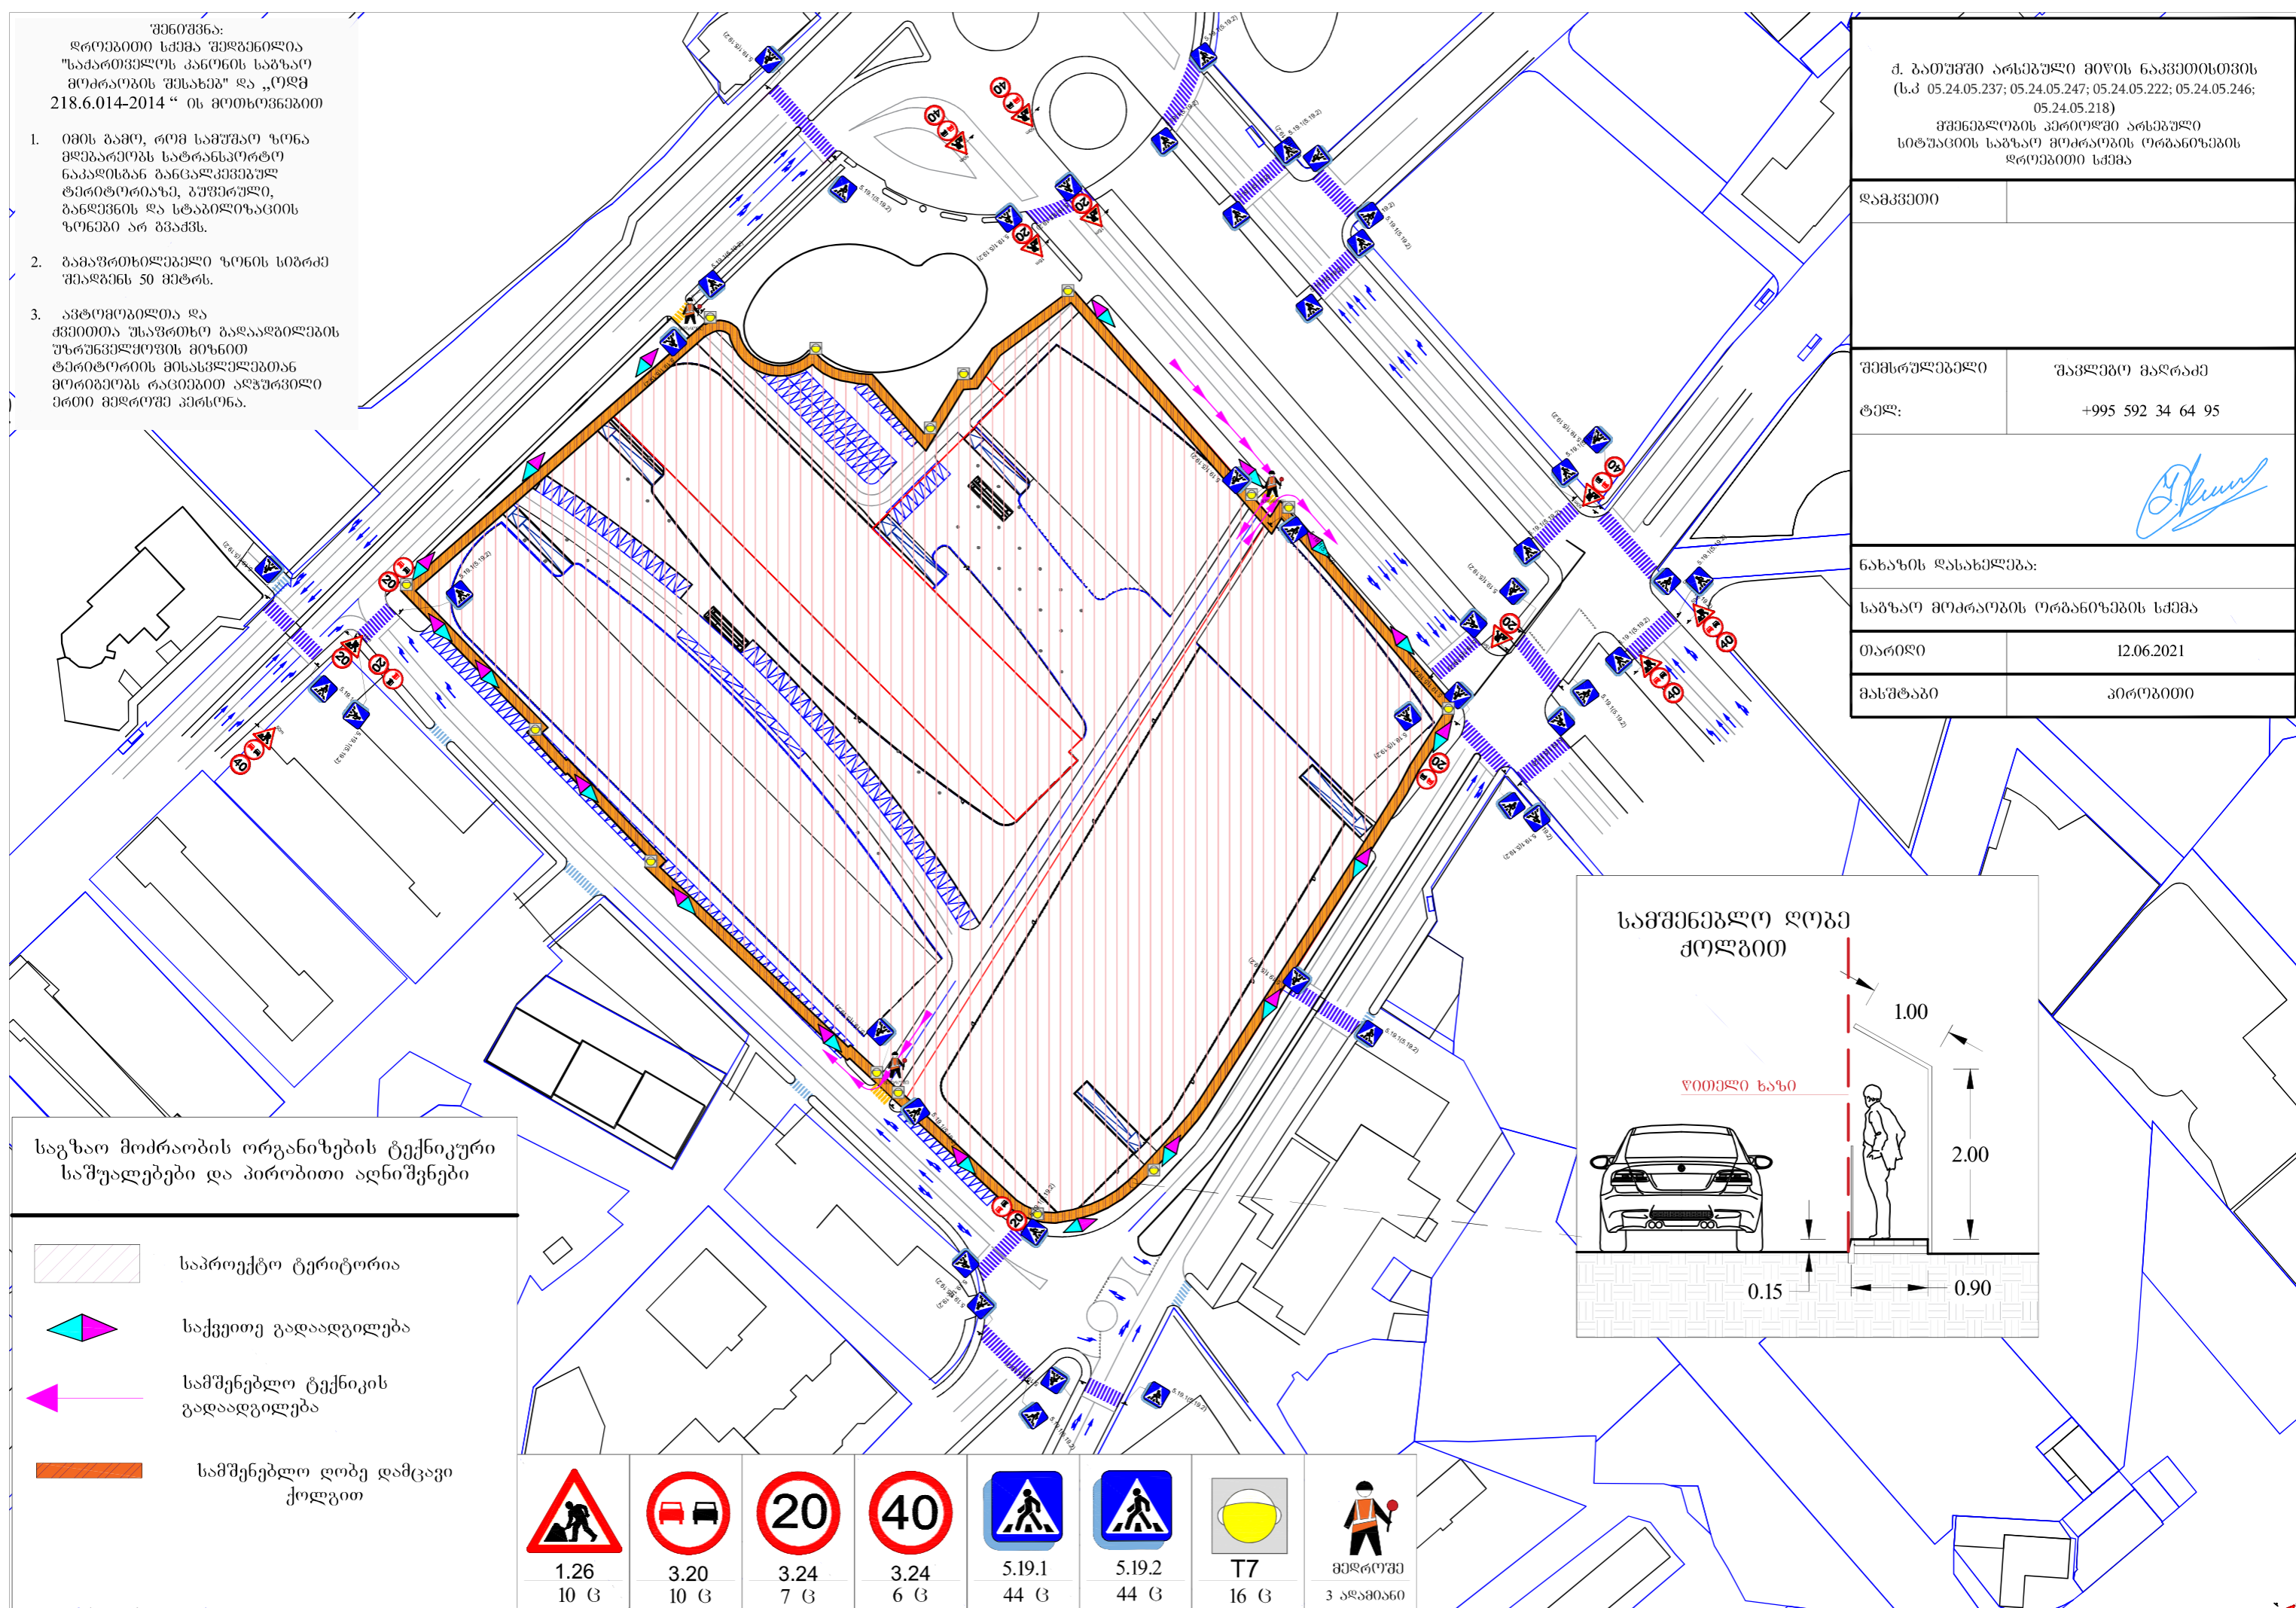 შენიშვნა:
დროებითი სქემა შედგენილია
"საქართველოს კანონის საგზაო
მოძრაობის შესახებ" და „ოდმ
218.6.014-2014 “ ის მოთხოვნებით
1. იმის გამო, რომ სამუშაო ზონა
მდებარეობს სატრანსპორტო
ნაკადისგან განცალკევებულ
ტერიტორიაზე, ბუფერული,
განდევნის და სტაბილიზაციის
ზონები არ გვაქვს.
2. გამაფრთხილებელი ზონის სიგრძე
შეადგენს 50 მეტრს.
3. ავტომობილთა და
ქვეითთა უსაფრთხო გადაადგილების
უზრუნველყოფის მიზნით
ტერიტორიის მისასვლელებთან
მორიგეობს რაციებით აღჭურვილი
ერთი მედროშე პერსონა.
ქ. ბათუმში არსებული მიწის ნაკვეთისთვის
(ს.კ 05.24.05.237; 05.24.05.247; 05.24.05.222; 05.24.05.246;
05.24.05.218)
მშენებლობის პერიოდში არსებული
სიტუაციის საგზაო მოძრაობის ორგანიზების
დროებითი სქემა
დამკვეთი
შემსრულებელი შავლეგო მაღრაძე
ტელ: +995 592 34 64 95
ნახაზის დასახელება:
საგზაო მოძრაობის ორგანიზების სქემა
თარიღი 12.06.2021
მასშტაბი პირობითი
სამშენებლო ღობე
ქოლგით
1.00
წითელი ხაზი
2.00
0.15
0.90
საგზაო მოძრაობის ორგანიზების ტექნიკური
საშუალებები და პირობითი აღნიშვნები
საპროექტო ტერიტორია
საქვეითე გადაადგილება
სამშენებლო ტექნიკის
გადაადგილება
სამშენებლო ღობე დამცავი
ქოლგით
20 40
1.26 3.20 3.24 3.24 5.19.1 5.19.2 T7 მედროშე
10 ც 10 ც 7 ც 6 ც 44 ც 44 ც 16 ც 3 ადამიანი